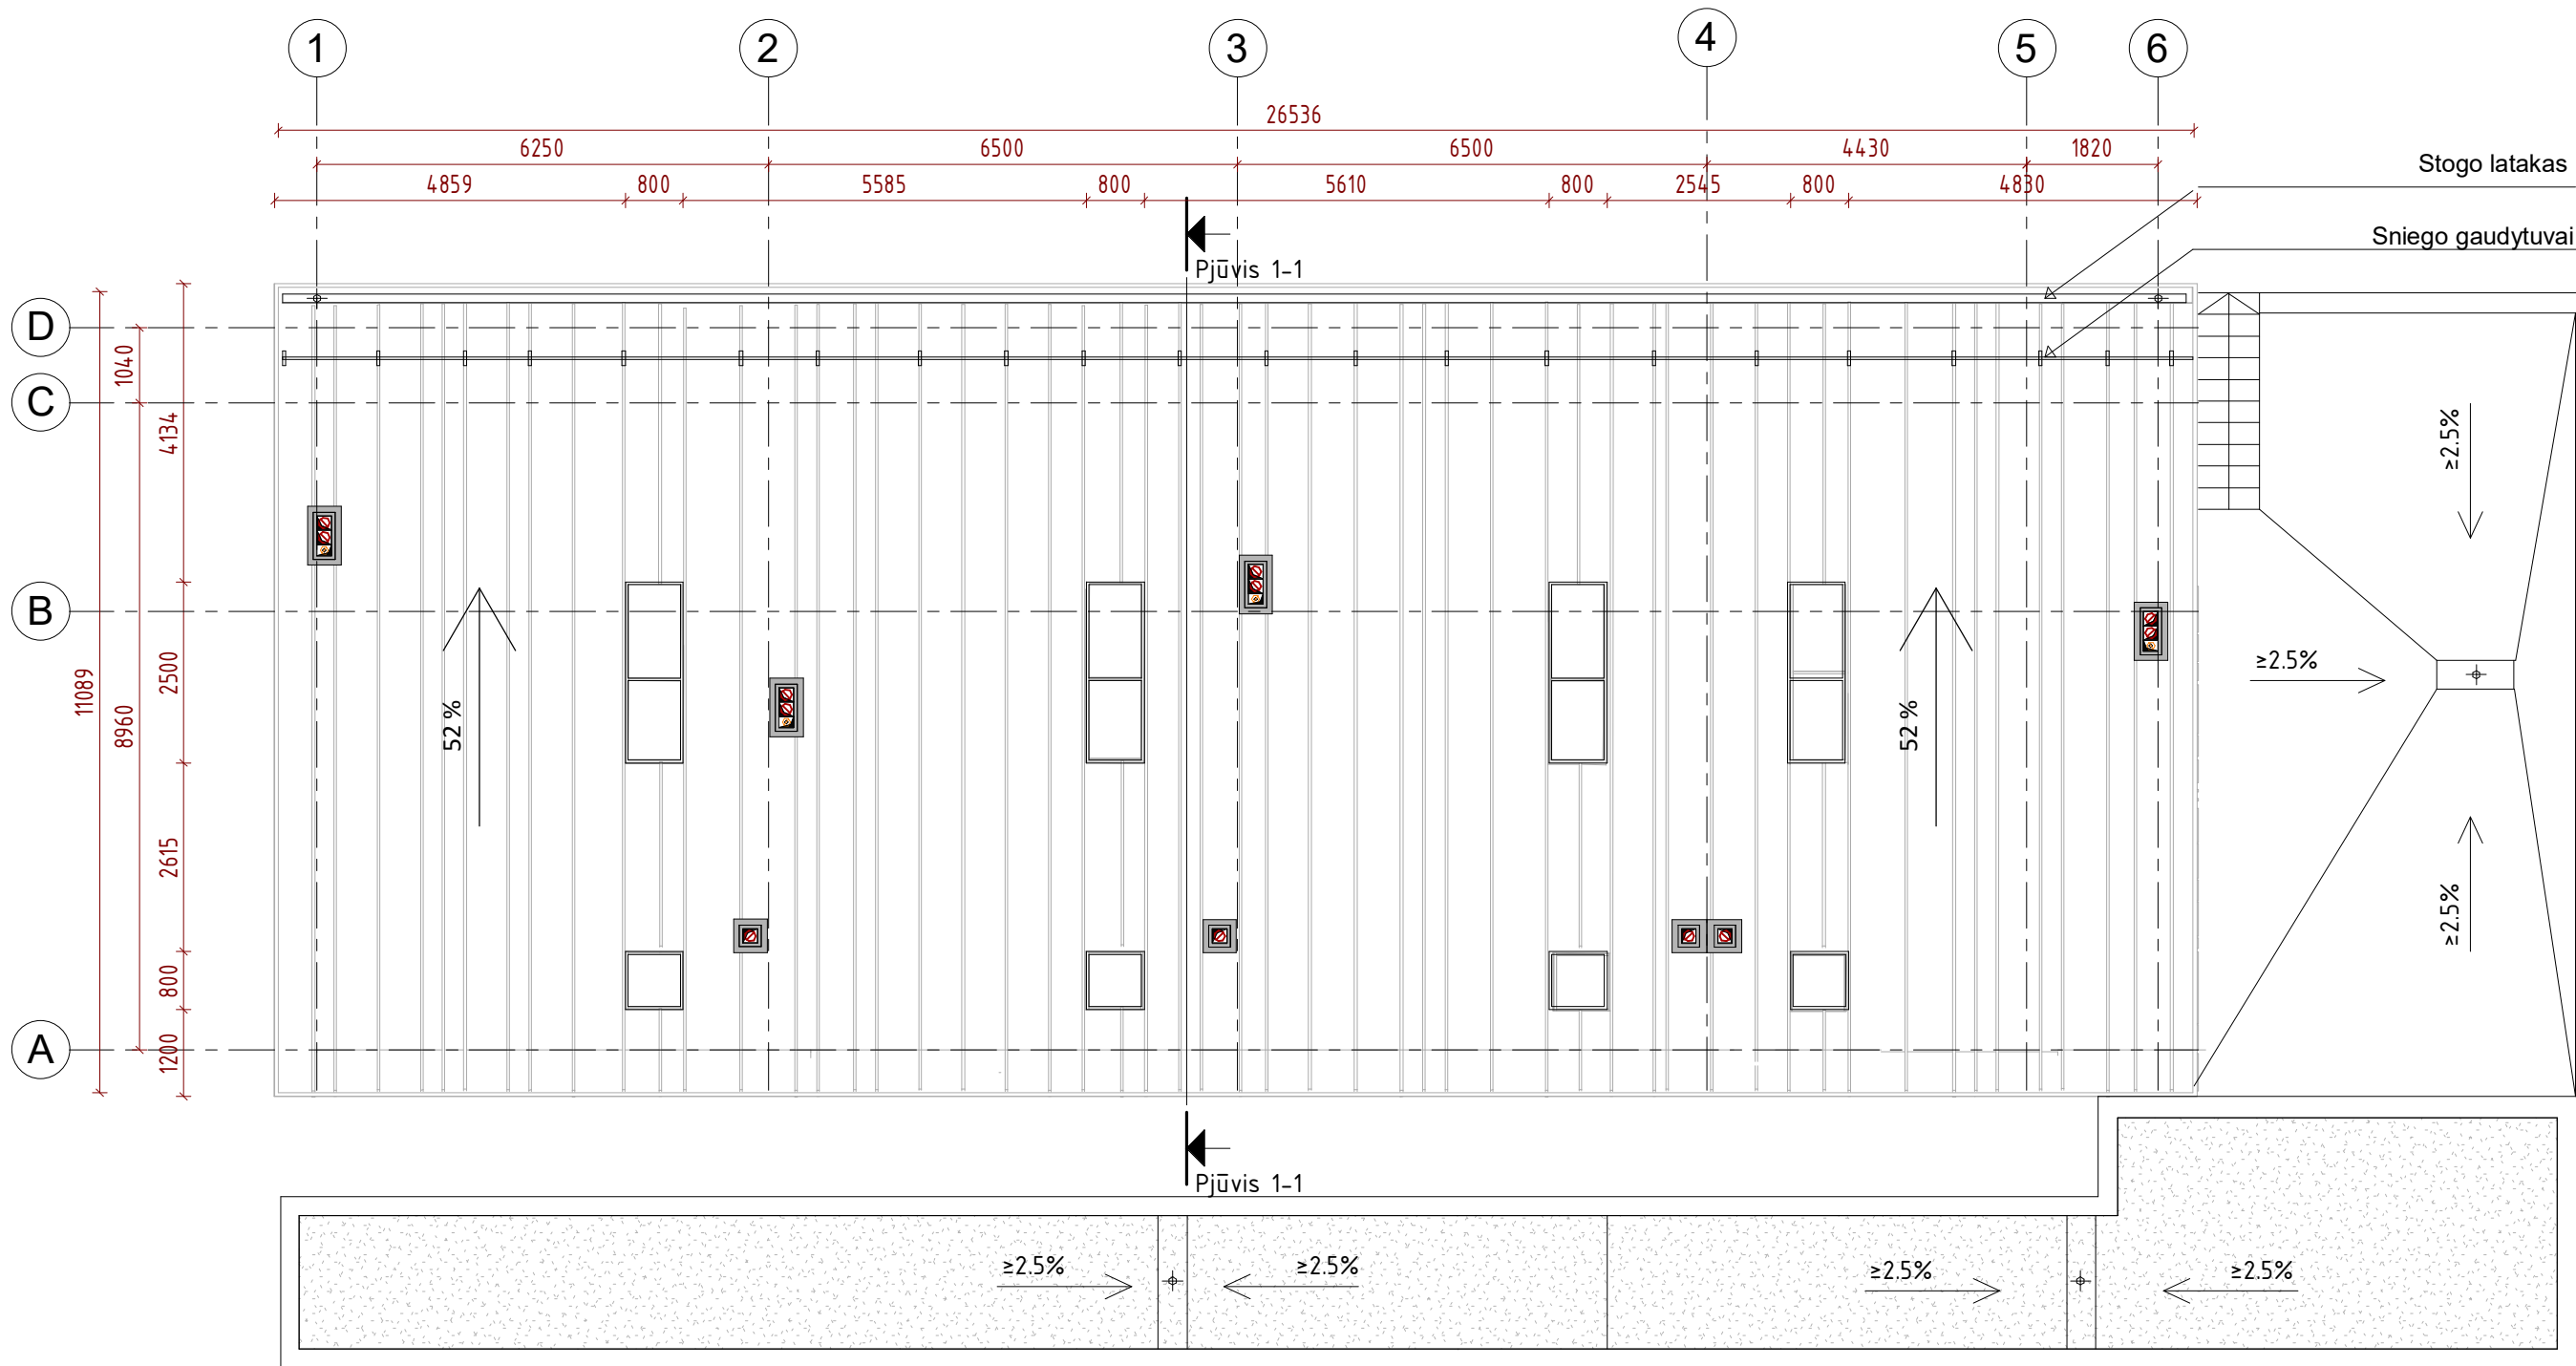 1 2 3 4 5 6
26536
6250 6500 6500 4430 1820
4859 800 5585 800 5610 800 2545 800 4830
Stogo latakas
Sniego gaudytuvai
Pjūvis 1-1
D
C
B
A
1040
4134
11089
8960
2500
2615
800
1200
52 %
52 %
≥2.5%
≥2.5%
≥2.5%
Pjūvis 1-1
≥2.5% ≥2.5% ≥2.5% ≥2.5%